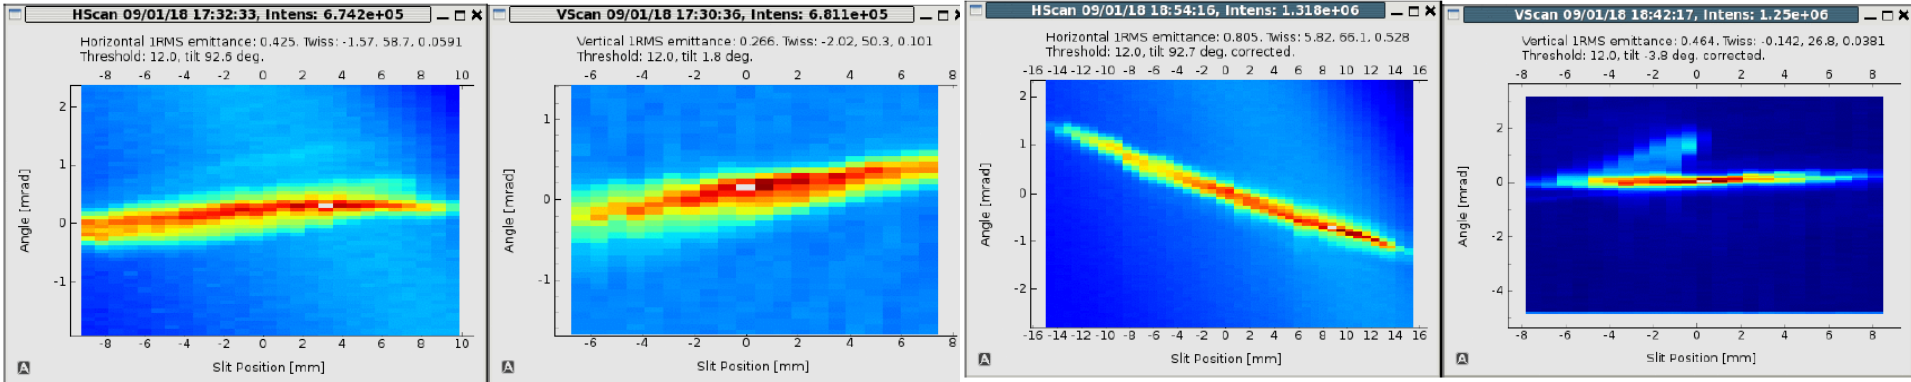 HScan 09/01/18 17:32:33, Intens: 6.742e+05
Horizontal 1RMS emittance: 0.425. Twiss: -1.57, 58.7, 0.0591
Threshold: 12.0, tilt 92.6 deg.
-8 -6 -4 -2 0 2 4 6 8 10
2
1
0
-1
Angle [mrad]
-8 -6 -4 -2 0 2 4 6 8 10
Slit Position [mm]
A
VScan 09/01/18 17:30:36, Intens: 6.811e+05
Vertical 1RMS emittance: 0.266. Twiss: -2.02, 50.3, 0.101
Threshold: 12.0, tilt 1.8 deg.
-6 -4 -2 0 2 4 6 8
1
0
-1
Angle [mrad]
-6 -4 -2 0 2 4 6 8
Slit Position [mm]
A
HScan 09/01/18 18:54:16, Intens: 1.318e+06
Horizontal 1RMS emittance: 0.805. Twiss: 5.82, 66.1, 0.528
Threshold: 12.0, tilt 92.7 deg. corrected.
-16 -14 -12 -10 -8 -6 -4 -2 0 2 4 6 8 10 12 14 16
2
1
0
-1
-2
Angle [mrad]
-16 -14 -12 -10 -8 -6 -4 -2 0 2 4 6 8 10 12 14 16
Slit Position [mm]
A
VScan 09/01/18 18:42:17, Intens: 1.25e+06
Vertical 1RMS emittance: 0.464. Twiss: -0.142, 26.8, 0.0381
Threshold: 12.0, tilt -3.8 deg. corrected.
-8 -6 -4 -2 0 2 4 6 8
2
0
-2
-4
Angle [mrad]
-8 -6 -4 -2 0 2 4 6 8
Slit Position [mm]
A